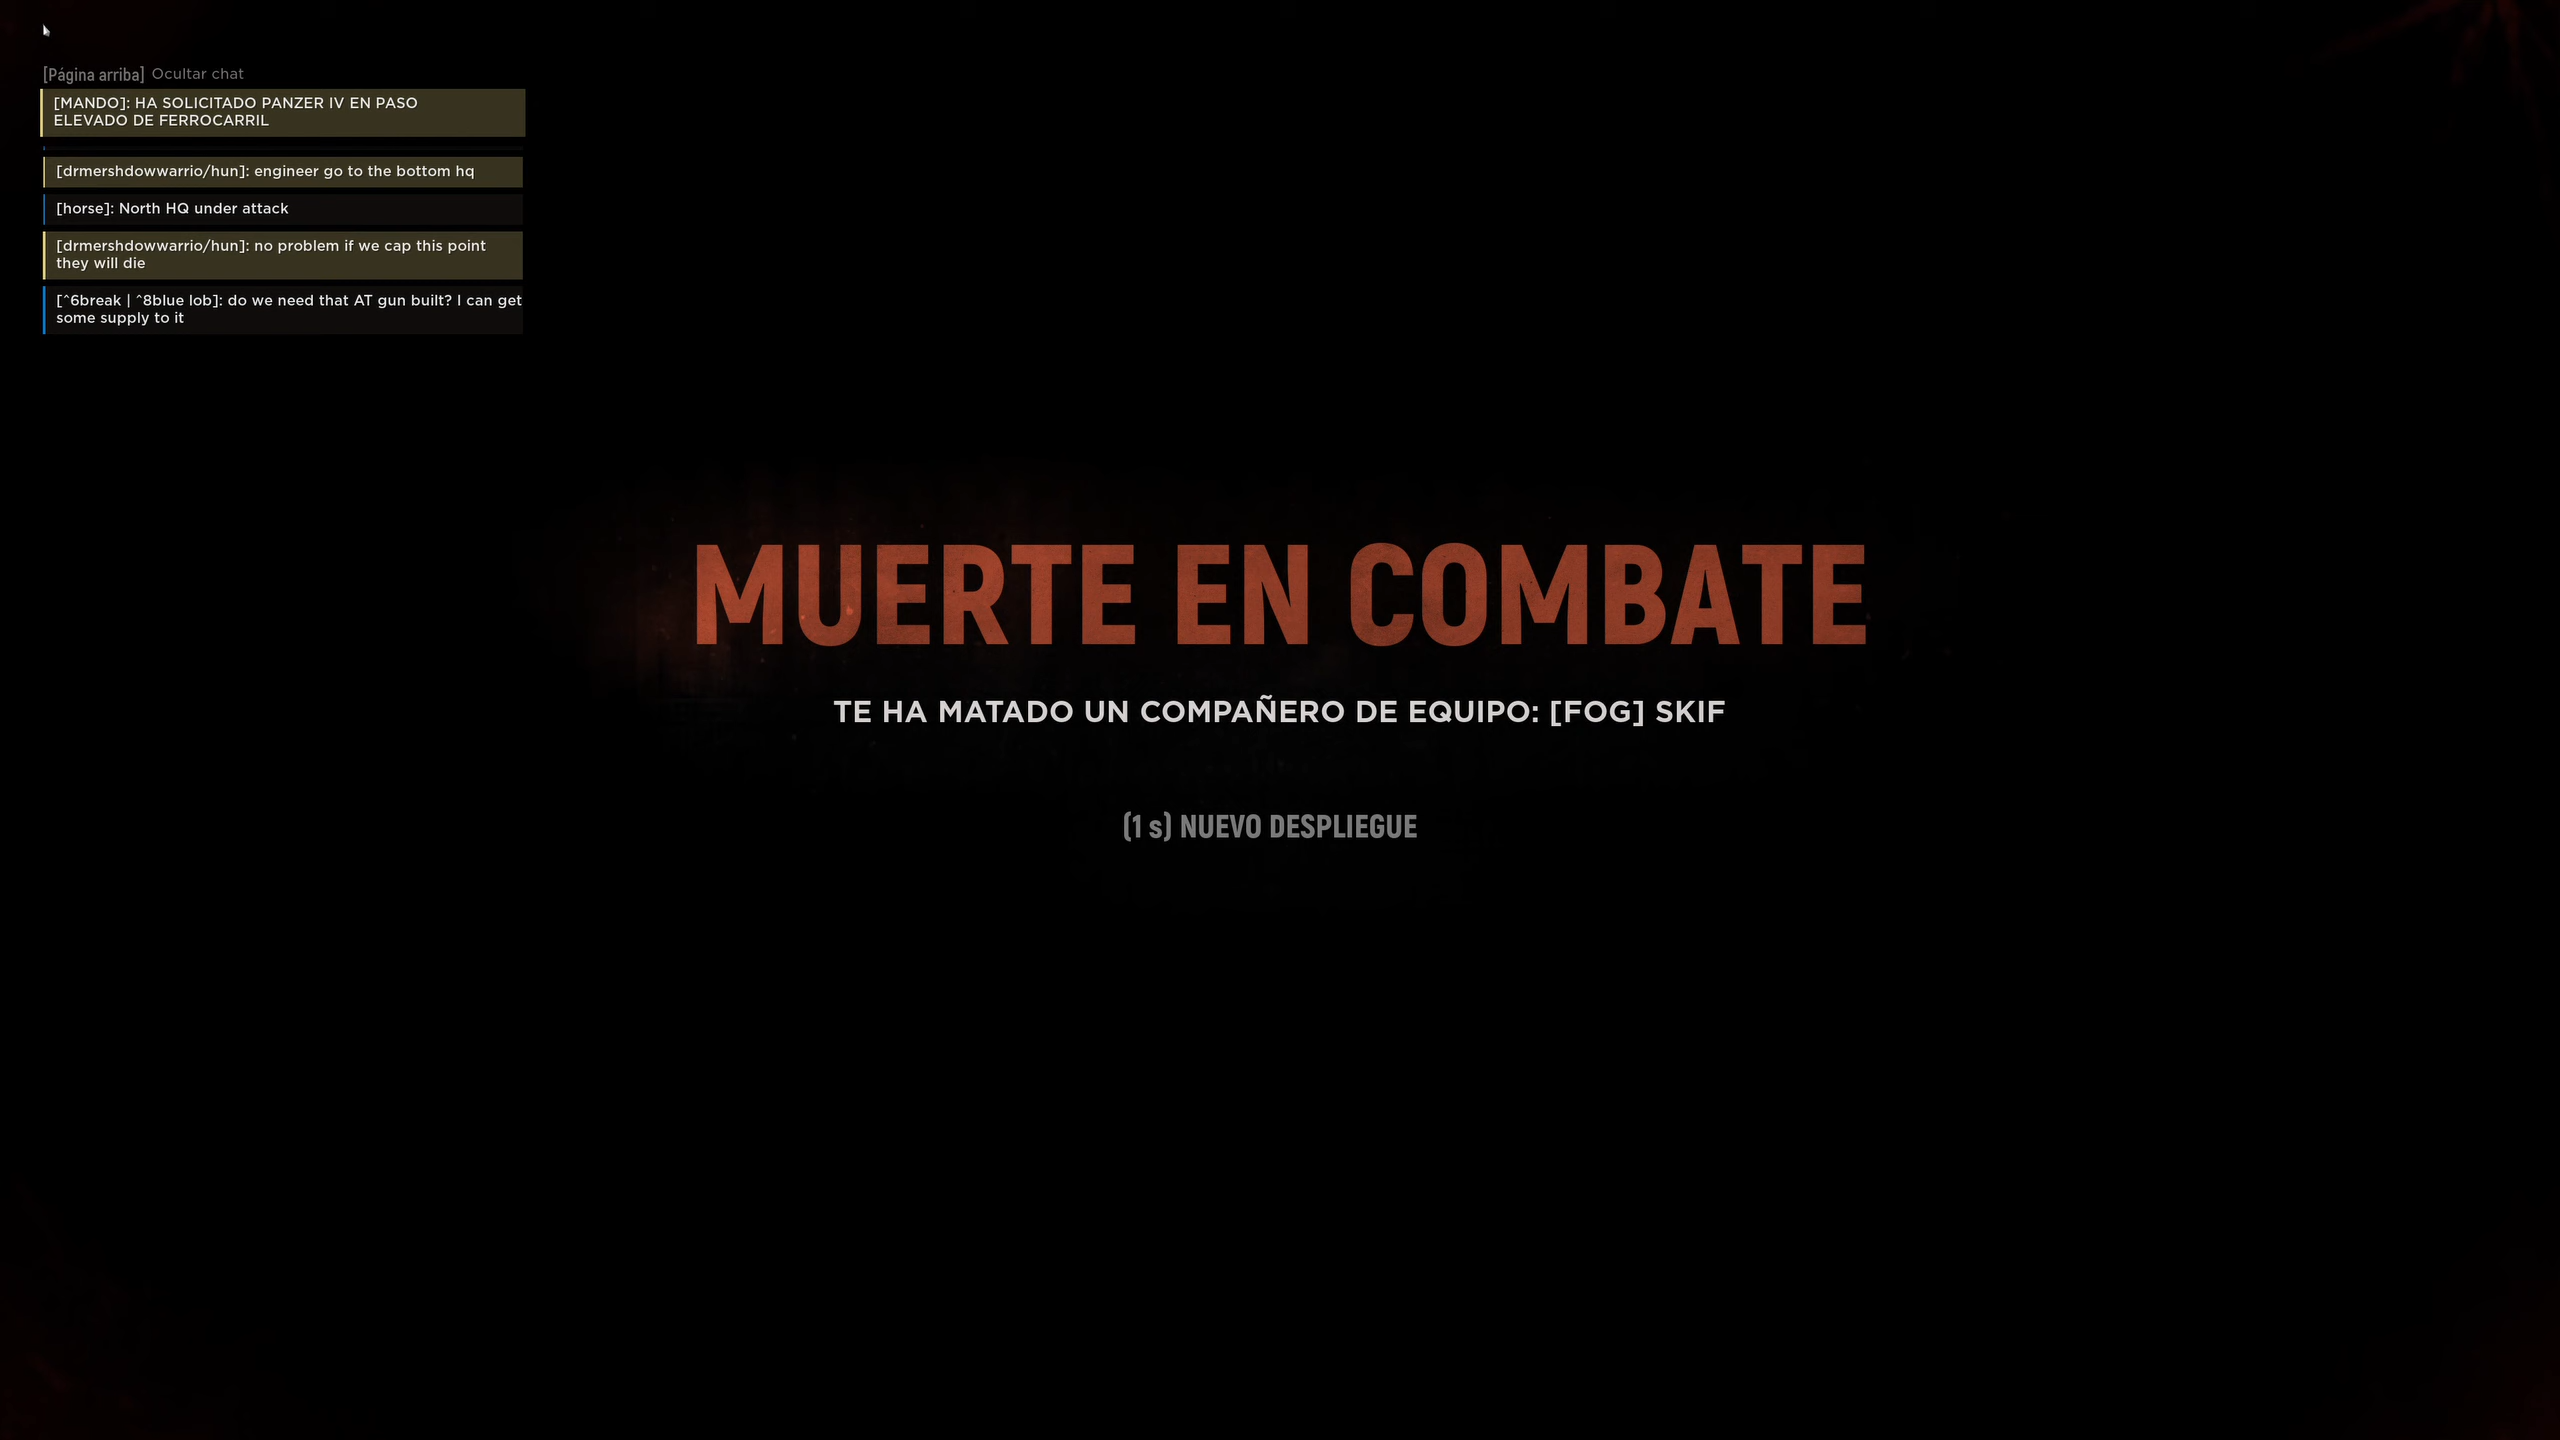 [Página arriba] Ocultar chat
[MANDO]: HA SOLICITADO PANZER IV EN PASO
ELEVADO DE FERROCARRIL
[drmershdowwarrio/hun]: engineer go to the bottom hq
[horse]: North HQ under attack
[drmershdowwarrio/hun]: no problem if we cap this point
they will die
[^6break | ^8blue lob]: do we need that AT gun built? I can get
some supply to it
MUERTE EN COMBATE
TE HA MATADO UN COMPAÑERO DE EQUIPO: [FOG] SKIF
(1 s) NUEVO DESPLIEGUE